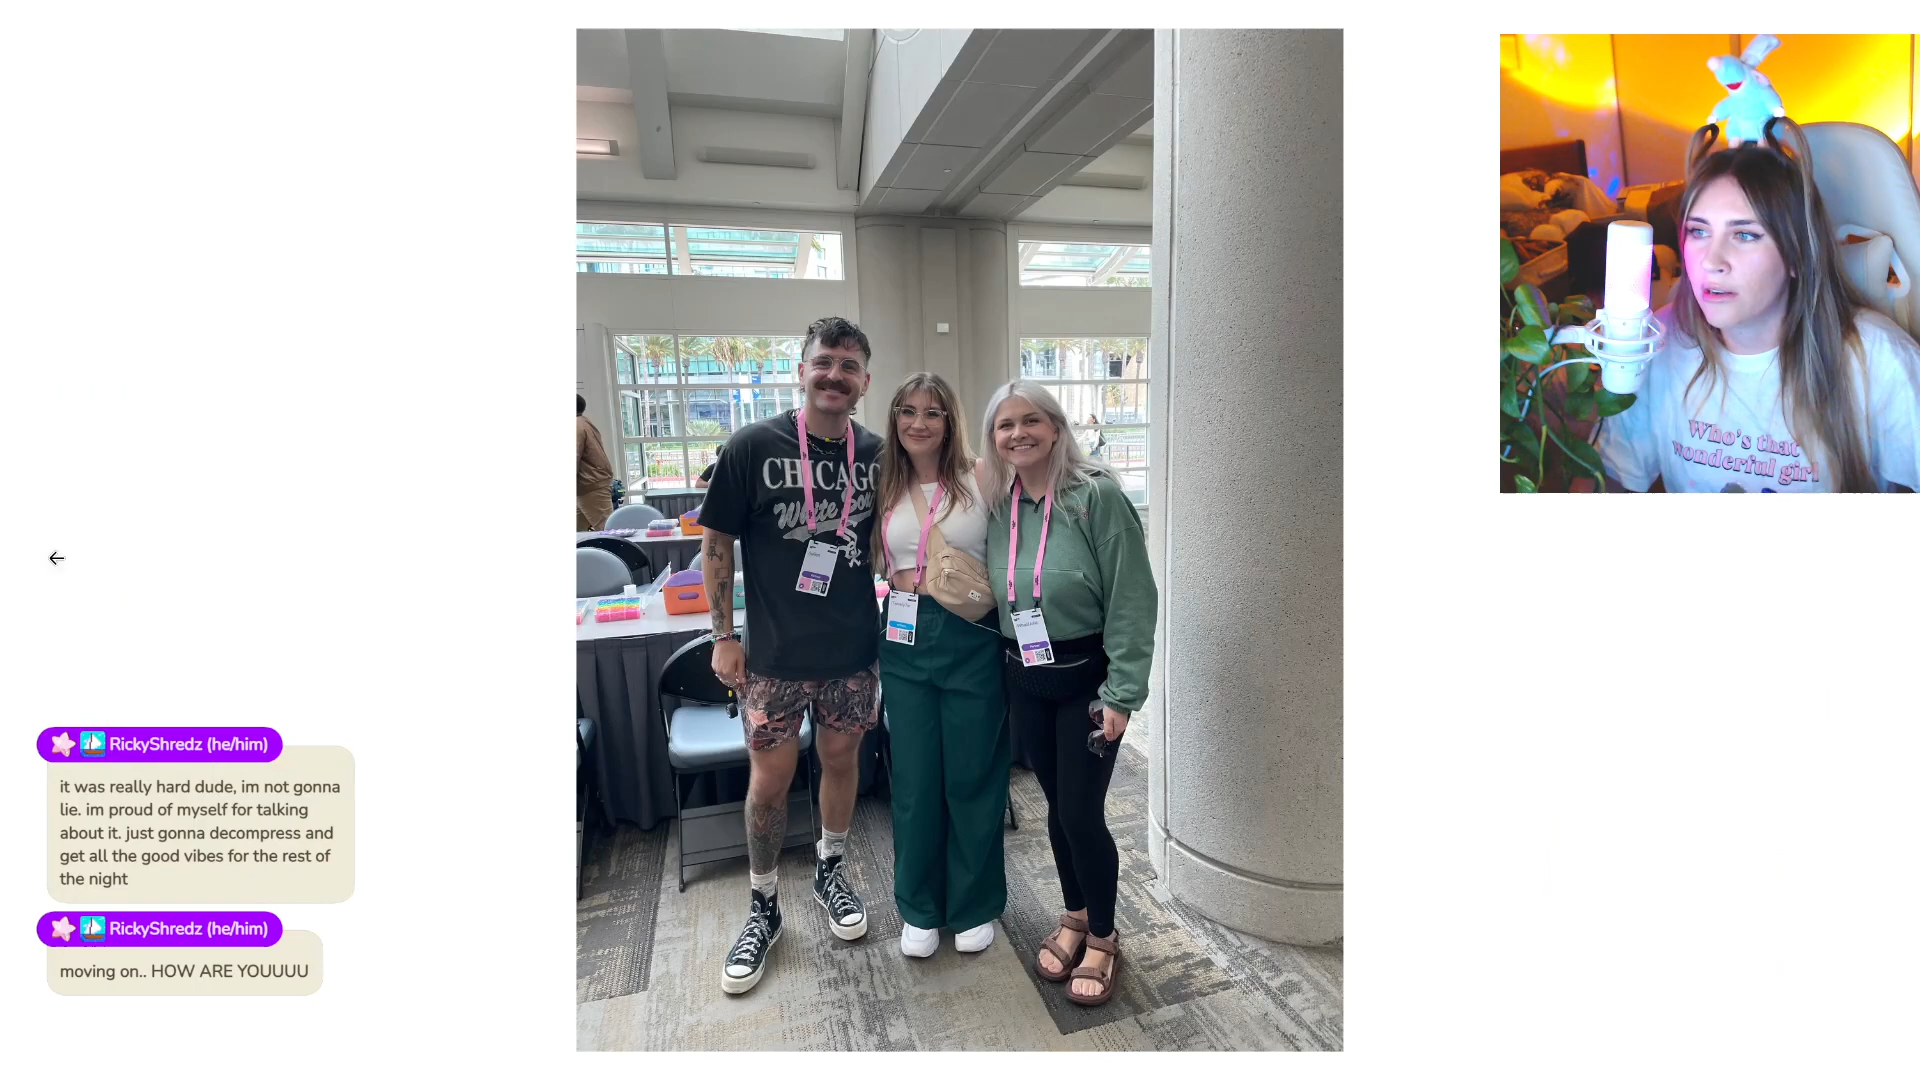 CHICAGO
White Sox
Who's that
wonderful girl
RickyShredz (he/him)
it was really hard dude, im not gonna
lie. im proud of myself for talking
about it. just gonna decompress and
get all the good vibes for the rest of
the night
RickyShredz (he/him)
moving on.. HOW ARE YOUUUU